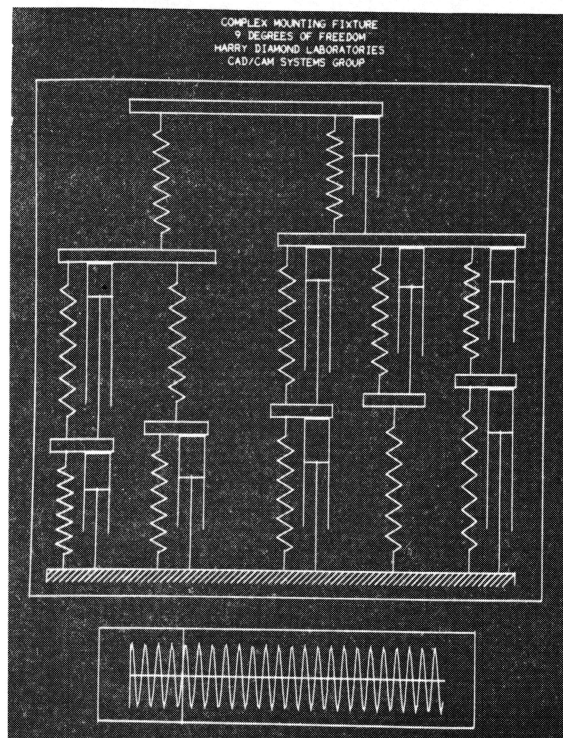 COMPLEX MOUNTING FIXTURE
9 DEGREES OF FREEDOM
HARRY DIAMOND LABORATORIES
CAD/CAM SYSTEMS GROUP